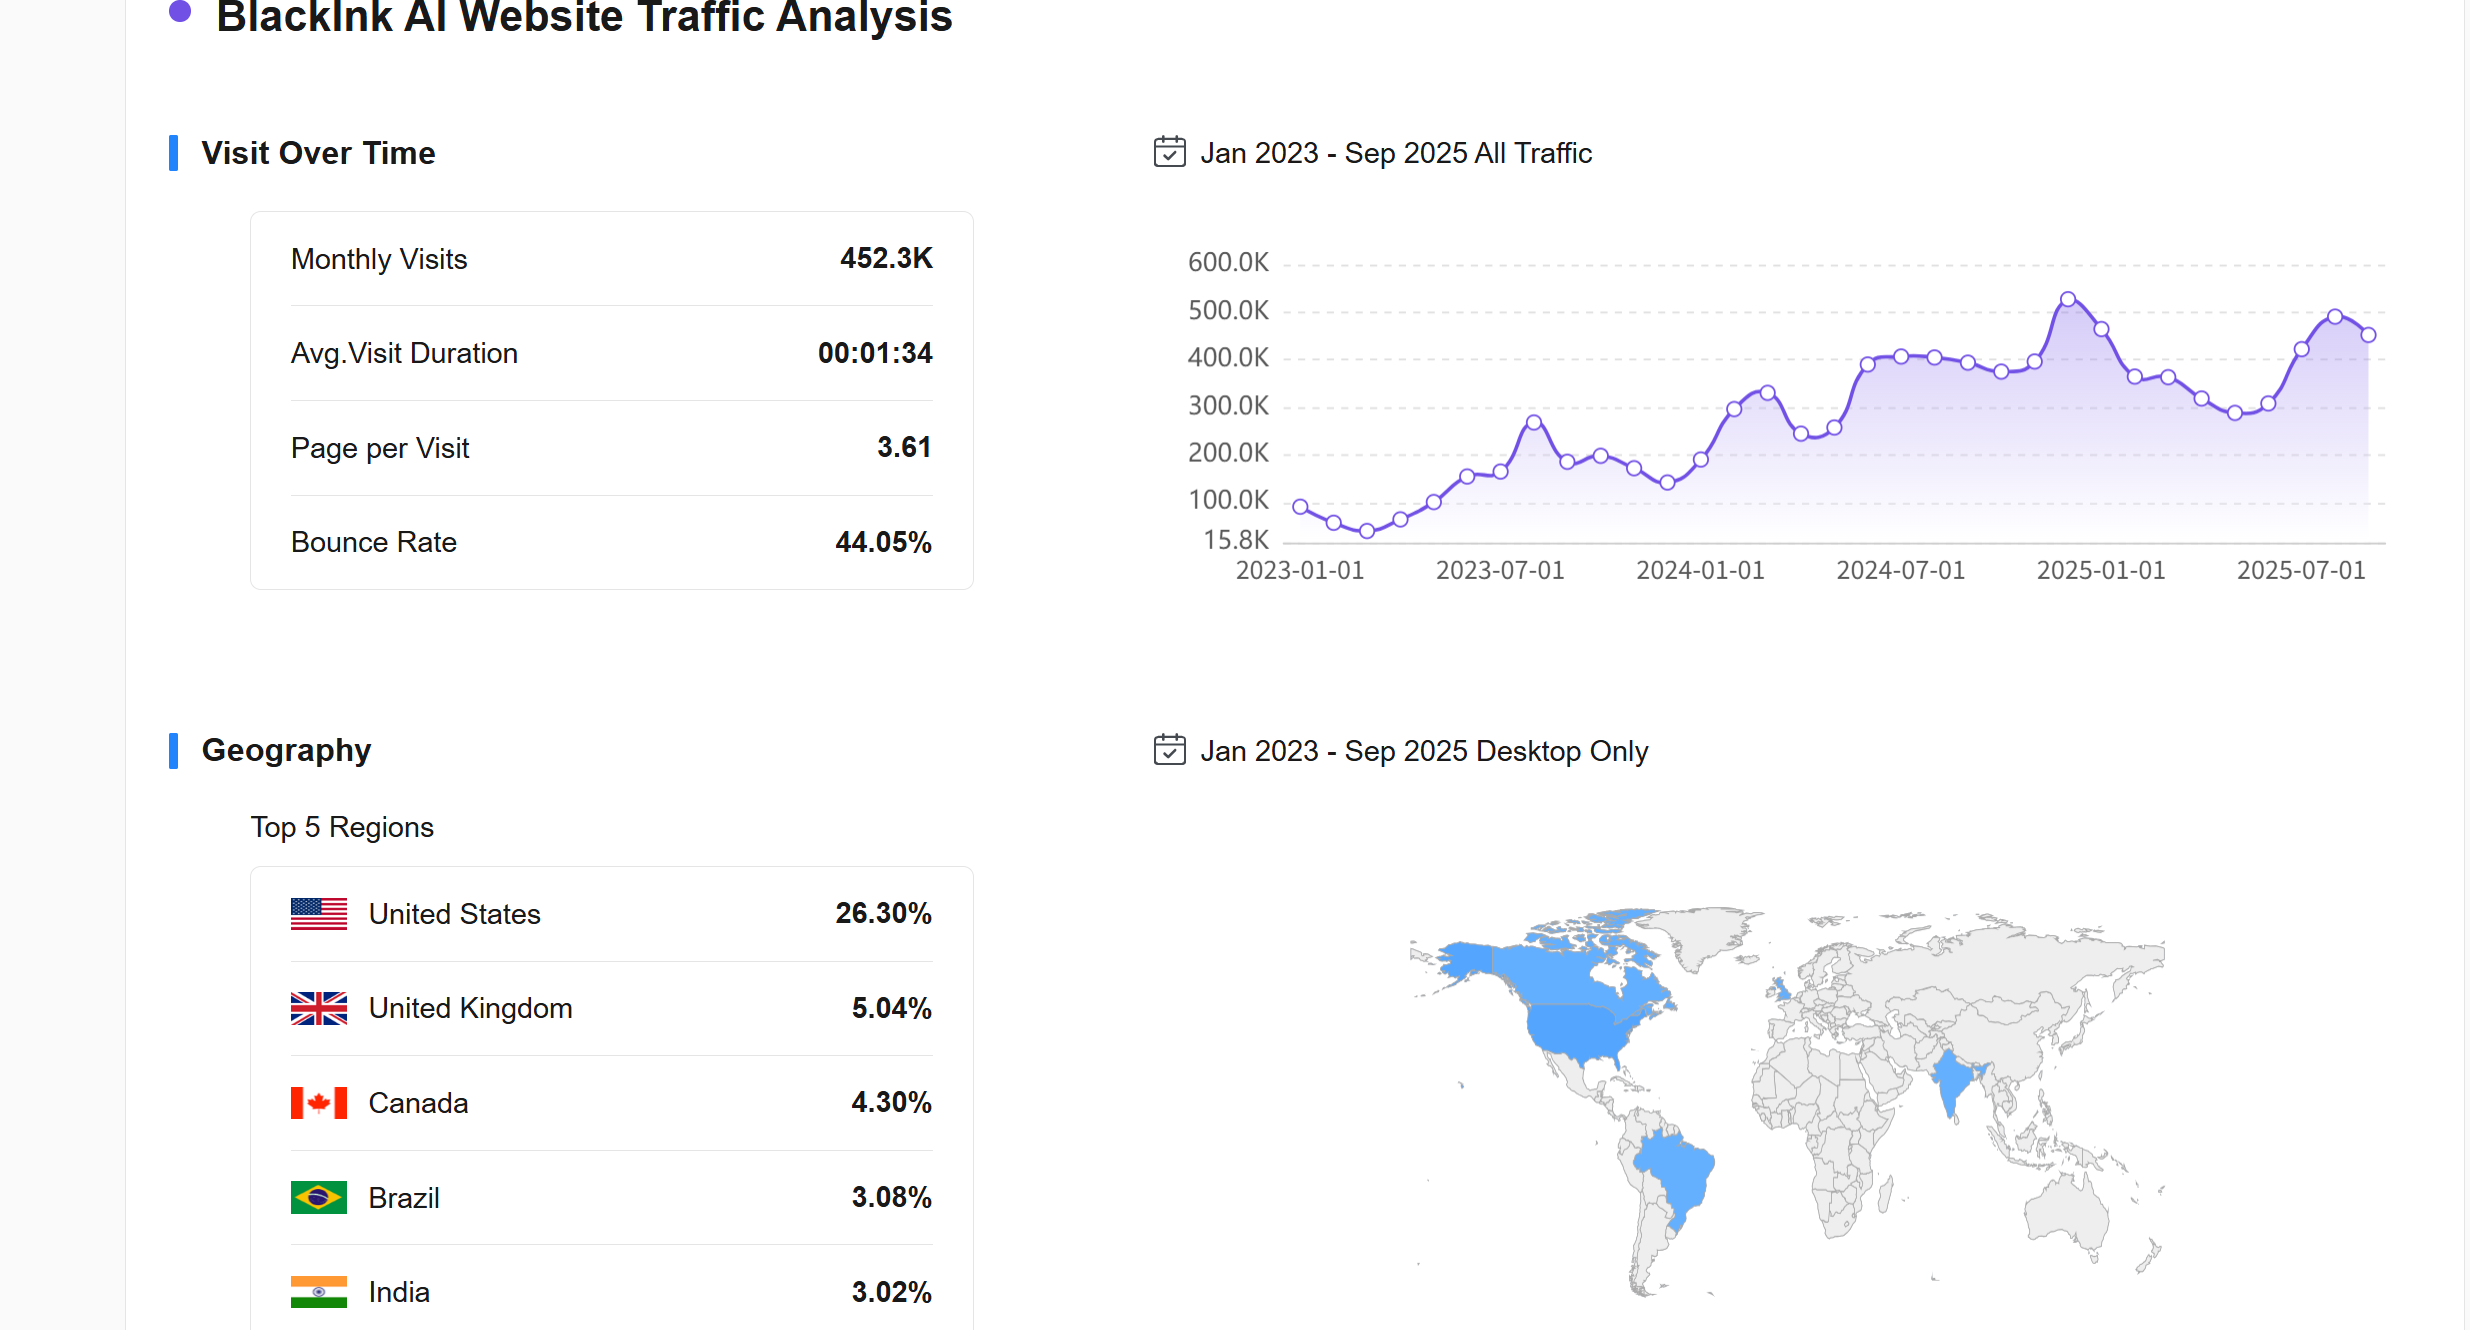 BlackInk AI Website Traffic Analysis
Visit Over Time
Monthly Visits 452.3K
Avg.Visit Duration 00:01:34
Page per Visit 3.61
Bounce Rate 44.05%
Jan 2023 - Sep 2025 All Traffic
600.0K
500.0K
400.0K
300.0K
200.0K
100.0K
15.8K
2023-01-01 2023-07-01 2024-01-01 2024-07-01 2025-01-01 2025-07-01
Geography
Top 5 Regions
United States 26.30%
United Kingdom 5.04%
Canada 4.30%
Brazil 3.08%
India 3.02%
Jan 2023 - Sep 2025 Desktop Only